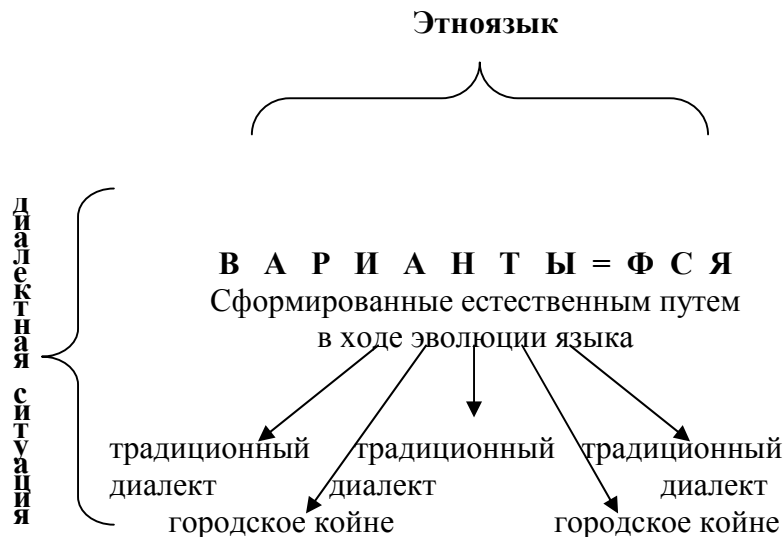 Этноязык
диалектная ситуация
В А Р И А Н Т Ы = Ф С Я
Сформированные естественным путем
в ходе эволюции языка
традиционный традиционный традиционный
диалект диалект диалект
городское койне городское койне